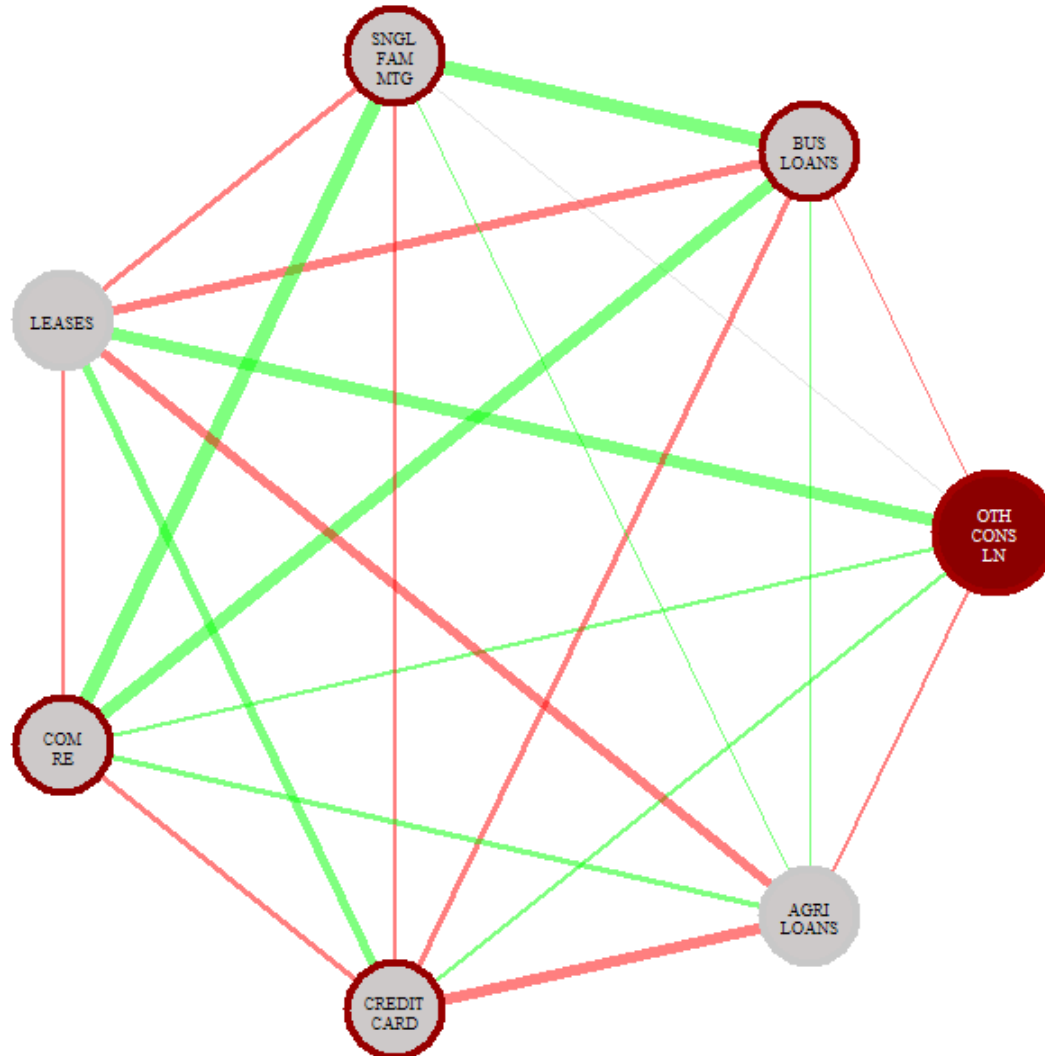 SNGL
FAM
MTG
BUS
LOANS
LEASES
OTH
CONS
LN
COM
RE
AGRI
LOANS
CREDIT
CARD